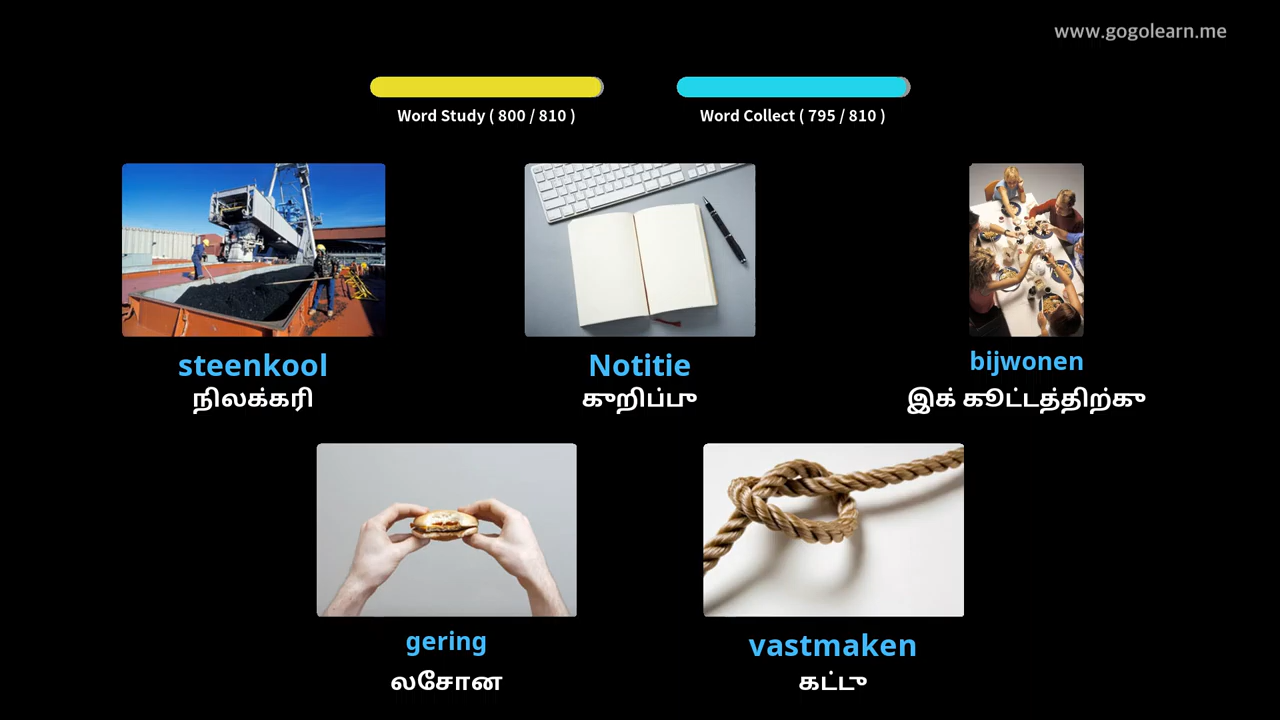 www.gogolearn.me
Word Study ( 800 / 810 )
Word Collect ( 795 / 810 )
steenkool
நிலக்கரி
Notitie
குறிப்பு
bijwonen
இக் கூட்டத்திற்கு
gering
லசோன
vastmaken
கட்டு